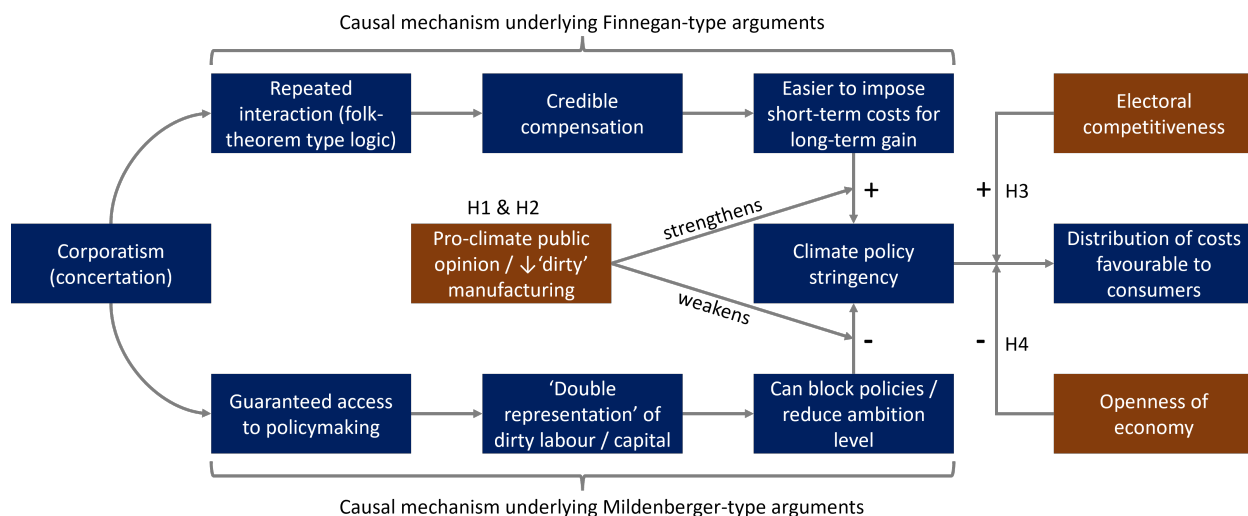 Causal mechanism underlying Finnegan-type arguments
Repeated
interaction (folk-
theorem type logic)
Credible
compensation
Easier to impose
short-term costs for
long-term gain
Electoral
competitiveness
+
+
H3
strengthens
H1 & H2
Corporatism
(concertation)
Pro-climate public
opinion / ↓‘dirty’
manufacturing
Climate policy
stringency
Distribution of costs
favourable to
consumers
weakens
-
-
H4
Guaranteed access
to policymaking
‘Double
representation’ of
dirty labour / capital
Can block policies /
reduce ambition
level
Openness of
economy
Causal mechanism underlying Mildenberger-type arguments